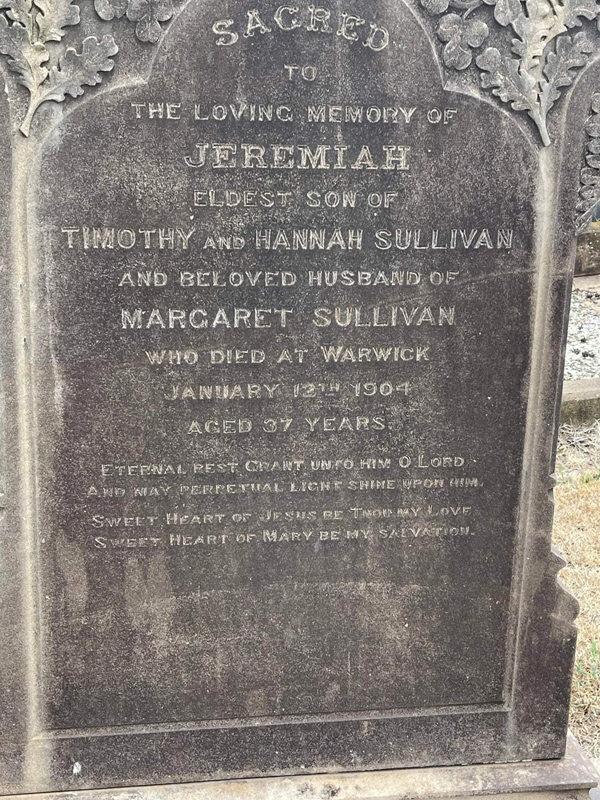 SACRED
TO
THE LOVING MEMORY OF
JEREMIAH
ELDEST SON OF
TIMOTHY AND HANNAH SULLIVAN
AND BELOVED HUSBAND OF
MARGARET SULLIVAN
WHO DIED AT WARWICK
JANUARY 12TH 1904
AGED 37 YEARS.
ETERNAL REST GRANT UNTO HIM O LORD
AND MAY PERPETUAL LIGHT SHINE UPON HIM.
SWEET HEART OF JESUS BE THOU MY LOVE
SWEET HEART OF MARY BE MY SALVATION.